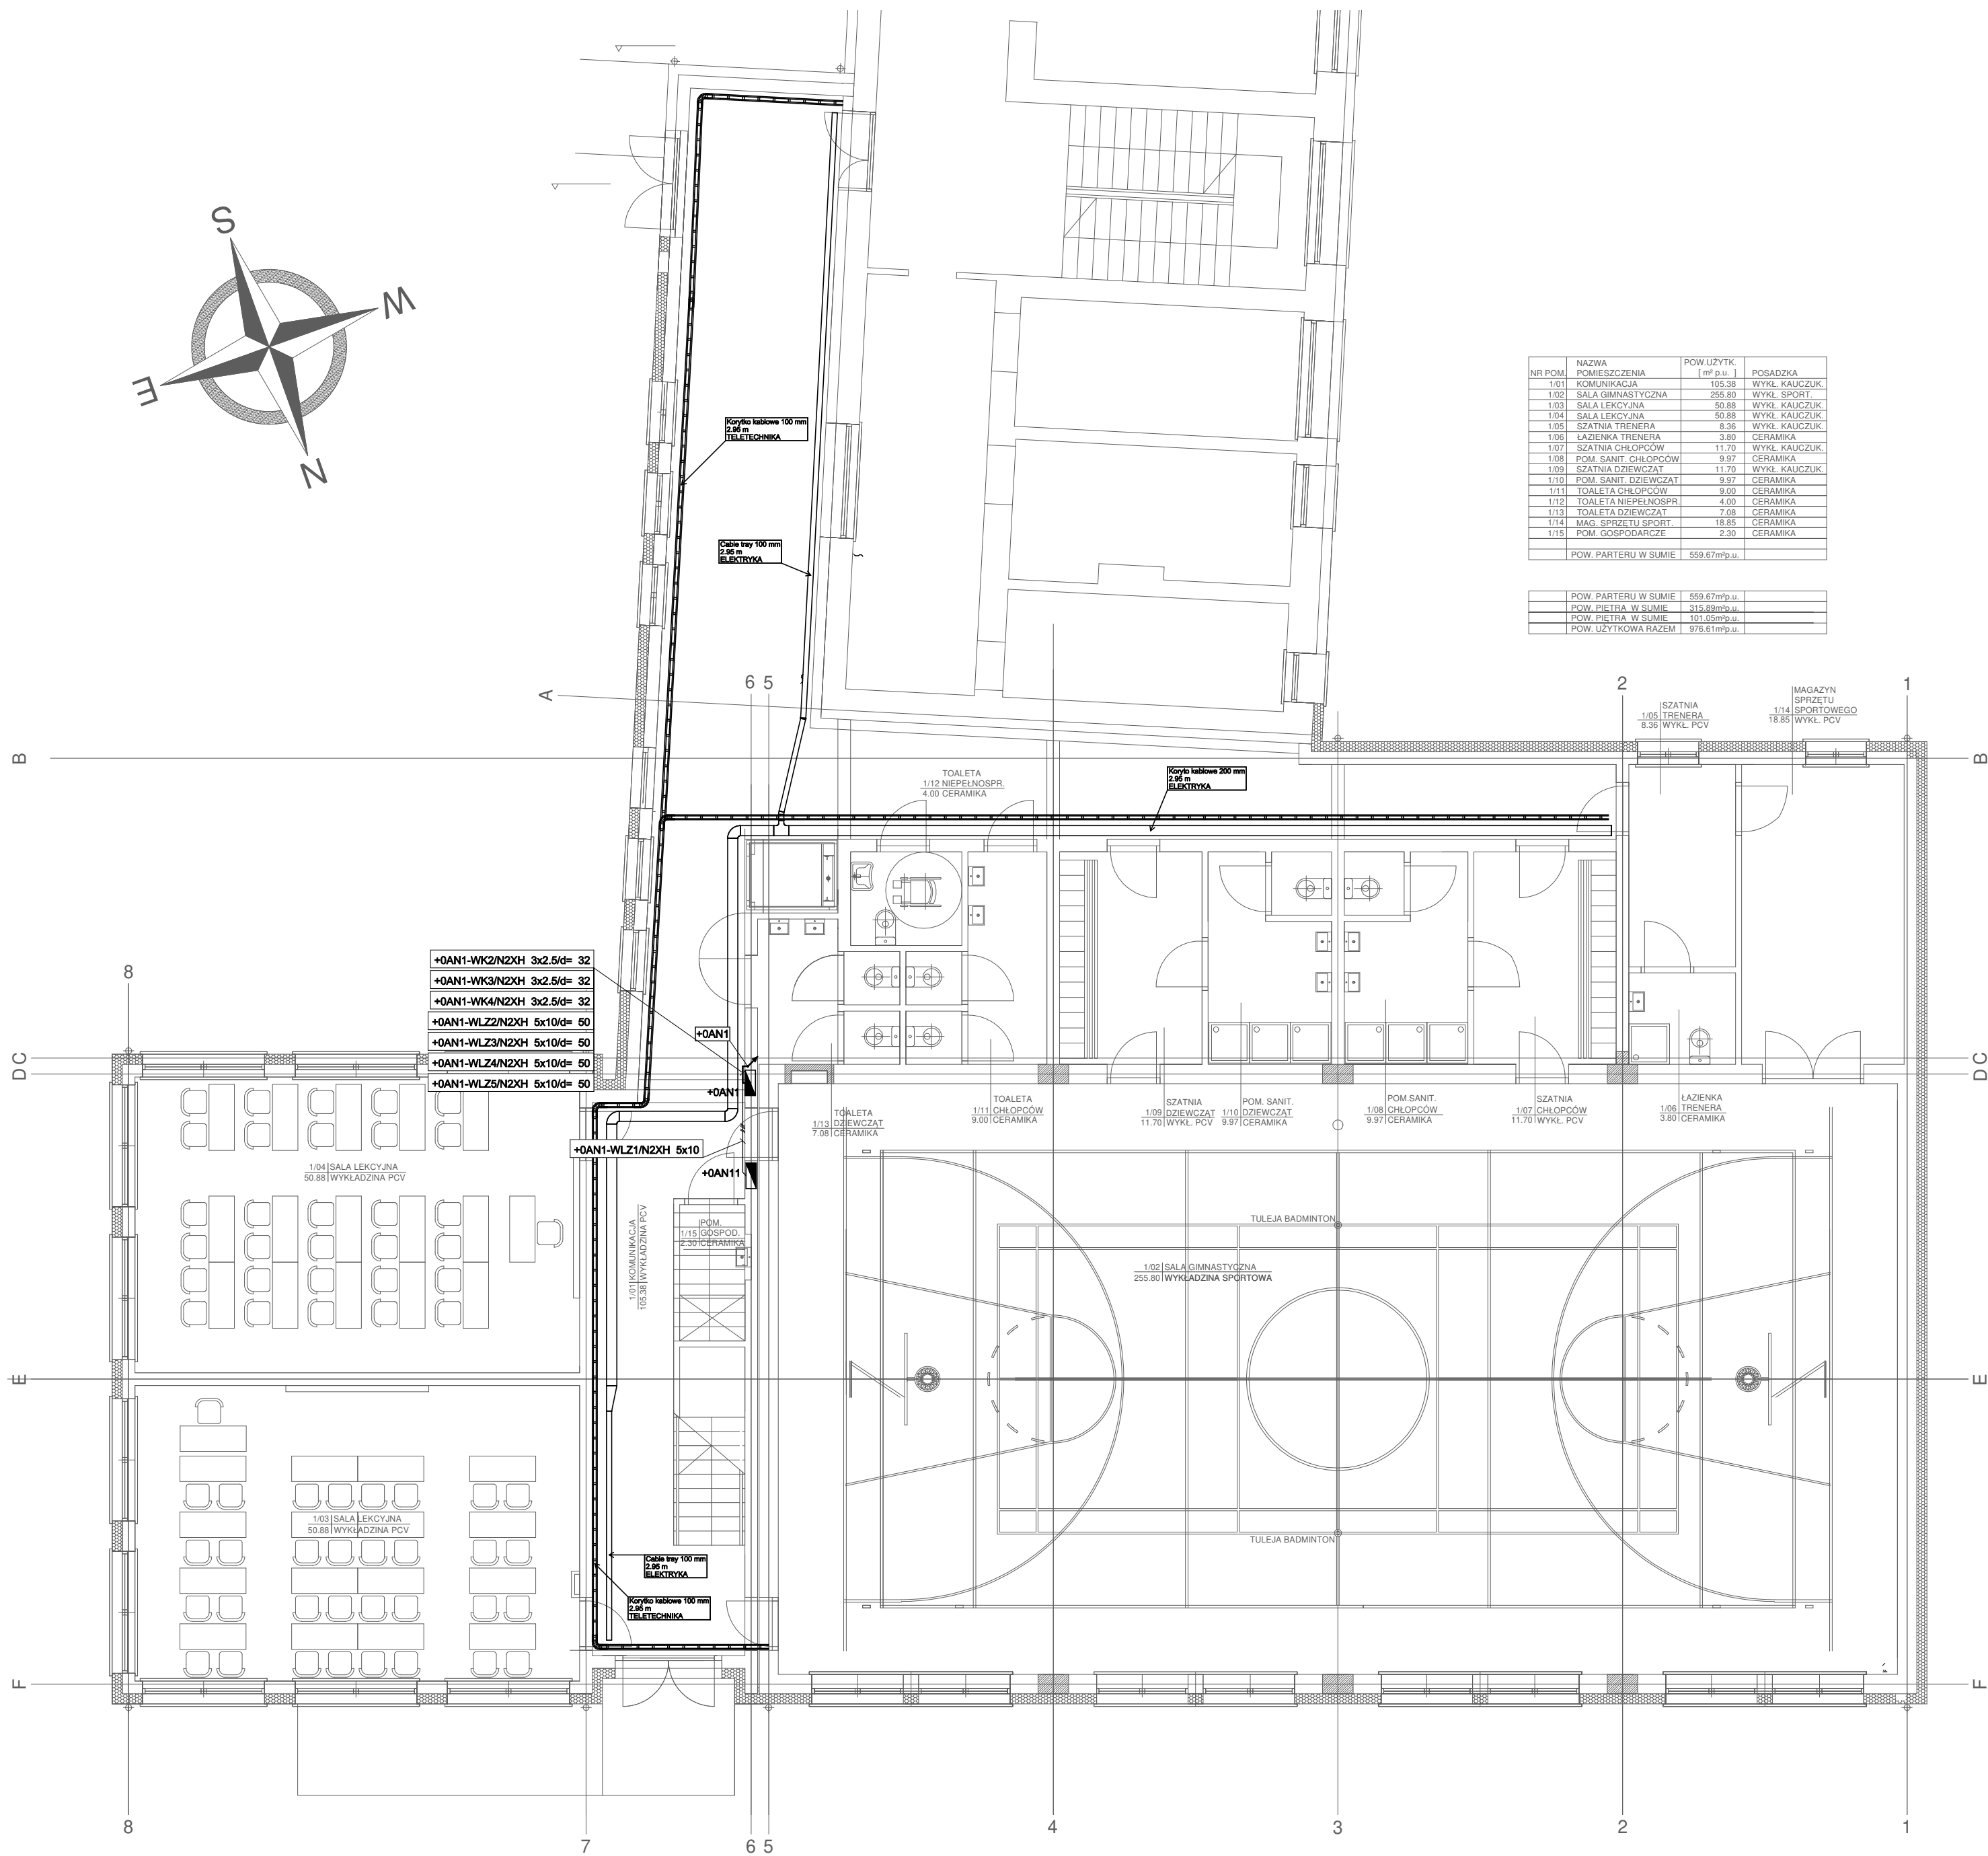 S
W
E
N
NR POM. NAZWA POMIESZCZENIA POW.UŻYTK. [ m² p.u. ] POSADZKA
1/01 KOMUNIKACJA 105.38 WYKŁ. KAUCZUK.
1/02 SALA GIMNASTYCZNA 255.80 WYKŁ. SPORT.
1/03 SALA LEKCYJNA 50.88 WYKŁ. KAUCZUK.
1/04 SALA LEKCYJNA 50.88 WYKŁ. KAUCZUK.
1/05 SZATNIA TRENERA 8.36 WYKŁ. KAUCZUK.
1/06 ŁAZIENKA TRENERA 3.80 CERAMIKA
1/07 SZATNIA CHŁOPCÓW 11.70 WYKŁ. KAUCZUK.
1/08 POM. SANIT. CHŁOPCÓW 9.97 CERAMIKA
1/09 SZATNIA DZIEWCZĄT 11.70 WYKŁ. KAUCZUK.
1/10 POM. SANIT. DZIEWCZĄT 9.97 CERAMIKA
1/11 TOALETA CHŁOPCÓW 9.00 CERAMIKA
1/12 TOALETA NIEPEŁNOSPR. 4.00 CERAMIKA
1/13 TOALETA DZIEWCZĄT 7.08 CERAMIKA
1/14 MAG. SPRZĘTU SPORT. 18.85 CERAMIKA
1/15 POM. GOSPODARCZE 2.30 CERAMIKA
POW. PARTERU W SUMIE 559.67m²p.u.
POW. PARTERU W SUMIE 559.67m²p.u.
POW. PIĘTRA W SUMIE 315.89m²p.u.
POW. PIĘTRA W SUMIE 101.05m²p.u.
POW. UŻYTKOWA RAZEM 976.61m²p.u.
Korytko kablowe 100 mm
2.95 m
TELETECHNIKA
Cable tray 100 mm
2.95 m
ELEKTRYKA
A
6 5
2
1
SZATNIA
1/05 TRENERA
8.36 WYKŁ. PCV
MAGAZYN
SPRZĘTU
1/14 SPORTOWEGO
18.85 WYKŁ. PCV
B
B
TOALETA
1/12 NIEPEŁNOSPR.
4.00 CERAMIKA
Koryto kablowe 200 mm
2.95 m
ELEKTRYKA
8
+0AN1-WK2/N2XH 3x2.5/d= 32
+0AN1-WK3/N2XH 3x2.5/d= 32
+0AN1-WK4/N2XH 3x2.5/d= 32
+0AN1-WLZ2/N2XH 5x10/d= 50
+0AN1-WLZ3/N2XH 5x10/d= 50
+0AN1-WLZ4/N2XH 5x10/d= 50
+0AN1-WLZ5/N2XH 5x10/d= 50
+0AN1
+0AN1
D C
D C
+0AN1-WLZ1/N2XH 5x10
+0AN11
TOALETA
1/13 DZIEWCZĄT
7.08 CERAMIKA
TOALETA
1/11 CHŁOPCÓW
9.00 CERAMIKA
SZATNIA
1/09 DZIEWCZĄT
11.70 WYKŁ. PCV
POM. SANIT.
1/10 DZIEWCZĄT
9.97 CERAMIKA
POM.SANIT.
1/08 CHŁOPCÓW
9.97 CERAMIKA
SZATNIA
1/07 CHŁOPCÓW
11.70 WYKŁ. PCV
ŁAZIENKA
1/06 TRENERA
3.80 CERAMIKA
1/04 SALA LEKCYJNA
50.88 WYKŁADZINA PCV
1/01 KOMUNIKACJA
105.38 WYKŁADZINA PCV
POM.
1/15 GOSPOD.
2.30 CERAMIKA
TULEJA BADMINTON
1/02 SALA GIMNASTYCZNA
255.80 WYKŁADZINA SPORTOWA
E
E
1/03 SALA LEKCYJNA
50.88 WYKŁADZINA PCV
TULEJA BADMINTON
Cable tray 100 mm
2.95 m
ELEKTRYKA
Korytko kablowe 100 mm
2.95 m
TELETECHNIKA
F
F
8
7
6 5
4
3
2
1